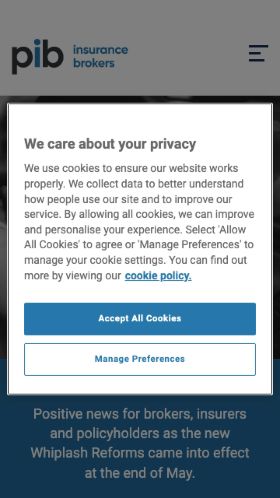 pib insurance
brokers
We care about your privacy
We use cookies to ensure our website works
properly. We collect data to better understand
how people use our site and to improve our
service. By allowing all cookies, we can improve
and personalise your experience. Select 'Allow
All Cookies' to agree or 'Manage Preferences' to
manage your cookie settings. You can find out
more by viewing our cookie policy.
Accept All Cookies
Manage Preferences
Positive news for brokers, insurers
and policyholders as the new
Whiplash Reforms came into effect
at the end of May.